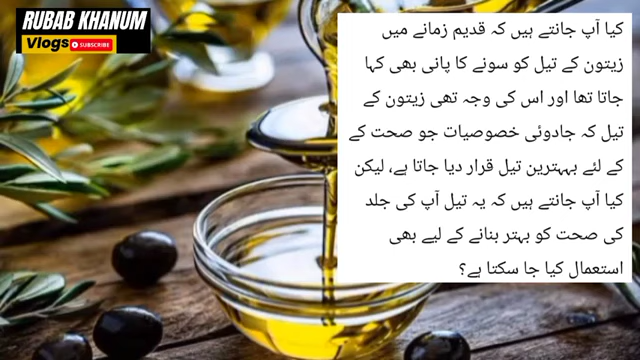 RUBAB KHANUM
Vlogs SUBSCRIBE
کیا آپ جانتے ہیں کہ قدیم زمانے میں
زیتون کے تیل کو سونے کا پانی بھی کہا
جاتا تھا اور اس کی وجہ تھی زیتون کے
تیل کہ جادوئی خصوصیات جو صحت کے
کے لئے بہہترین تیل قرار دیا جاتا ہے، لیکن
کیا آپ جانتے ہیں کہ یہ تیل آپ کی جلد
کی صحت کو بہتر بنانے کے لیے بھی
استعمال کیا جا سکتا ہے؟